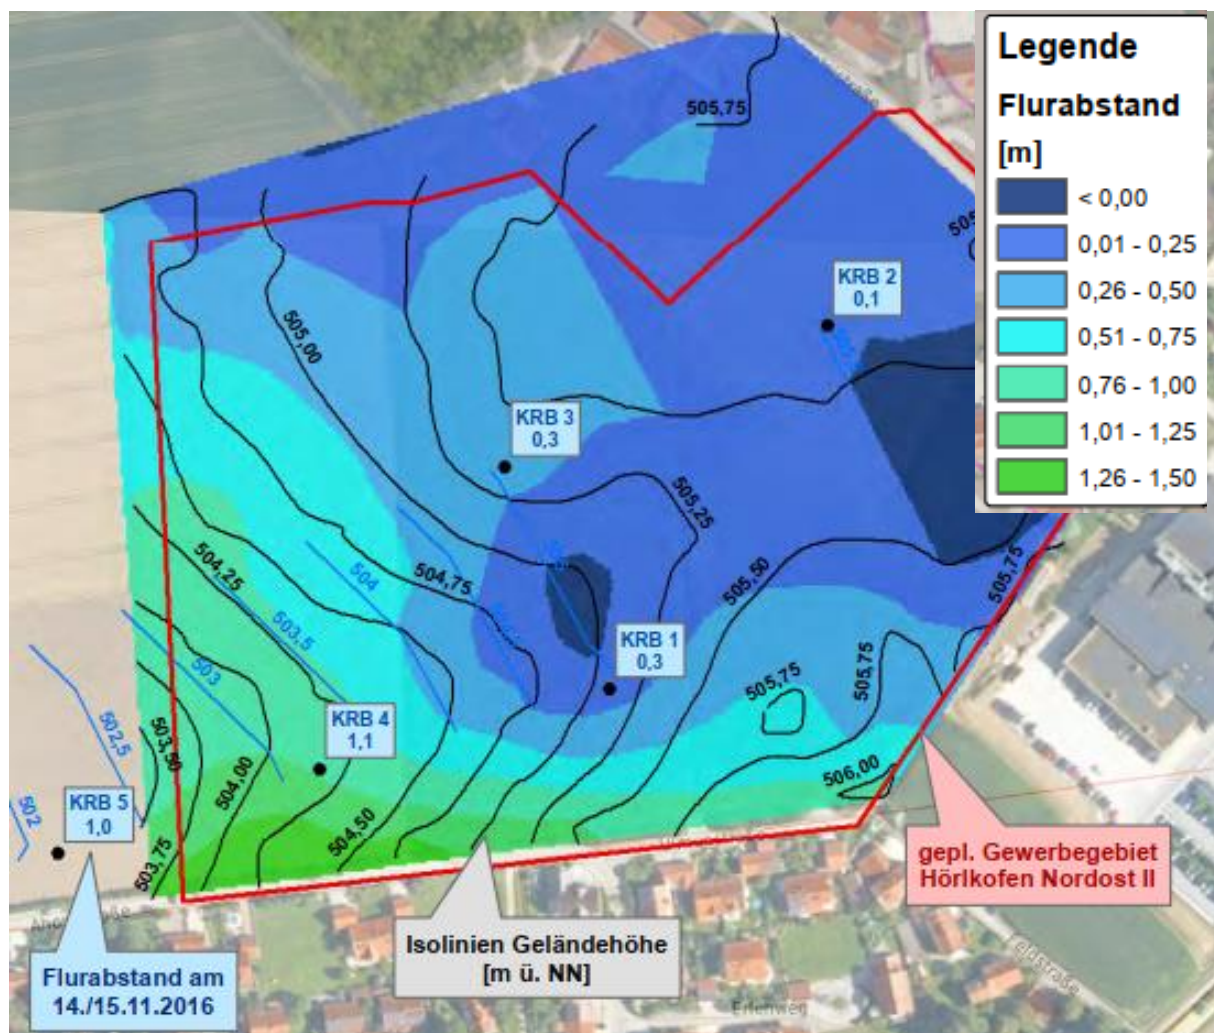 Legende
Flurabstand
[m]
< 0,00
0,01 - 0,25
0,26 - 0,50
0,51 - 0,75
0,76 - 1,00
1,01 - 1,25
1,26 - 1,50
505,75
KRB 2
0,1
505,00
KRB 3
0,3
505,25
504,25
504,75
504
505,50
505,75
503,5
KRB 1
0,3
503
505,75
505,75
KRB 4
1,1
502,5
503,50
504,00
506,00
502
KRB 5
1,0
504,50
503,75
gepl. Gewerbegebiet
Hörlkofen Nordost II
Isolinien Geländehöhe
[m ü. NN]
Flurabstand am
14./15.11.2016
Erlenweg
Feldstraße